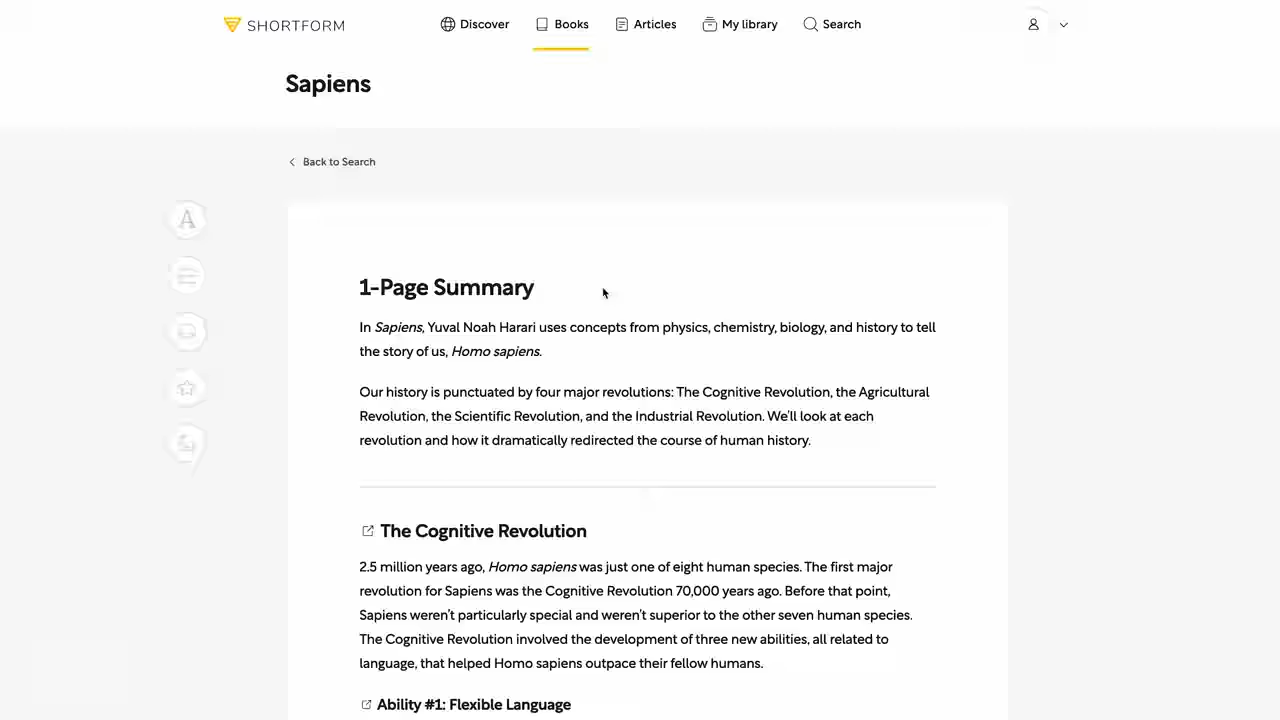 SHORTFORM
Discover
Books
Articles
My library
Search
Sapiens
Back to Search
A
1-Page Summary
In Sapiens, Yuval Noah Harari uses concepts from physics, chemistry, biology, and history to tell
the story of us, Homo sapiens.
Our history is punctuated by four major revolutions: The Cognitive Revolution, the Agricultural
Revolution, the Scientific Revolution, and the Industrial Revolution. We'll look at each
revolution and how it dramatically redirected the course of human history.
The Cognitive Revolution
2.5 million years ago, Homo sapiens was just one of eight human species. The first major
revolution for Sapiens was the Cognitive Revolution 70,000 years ago. Before that point,
Sapiens weren't particularly special and weren't superior to the other seven human species.
The Cognitive Revolution involved the development of three new abilities, all related to
language, that helped Homo sapiens outpace their fellow humans.
Ability #1: Flexible Language